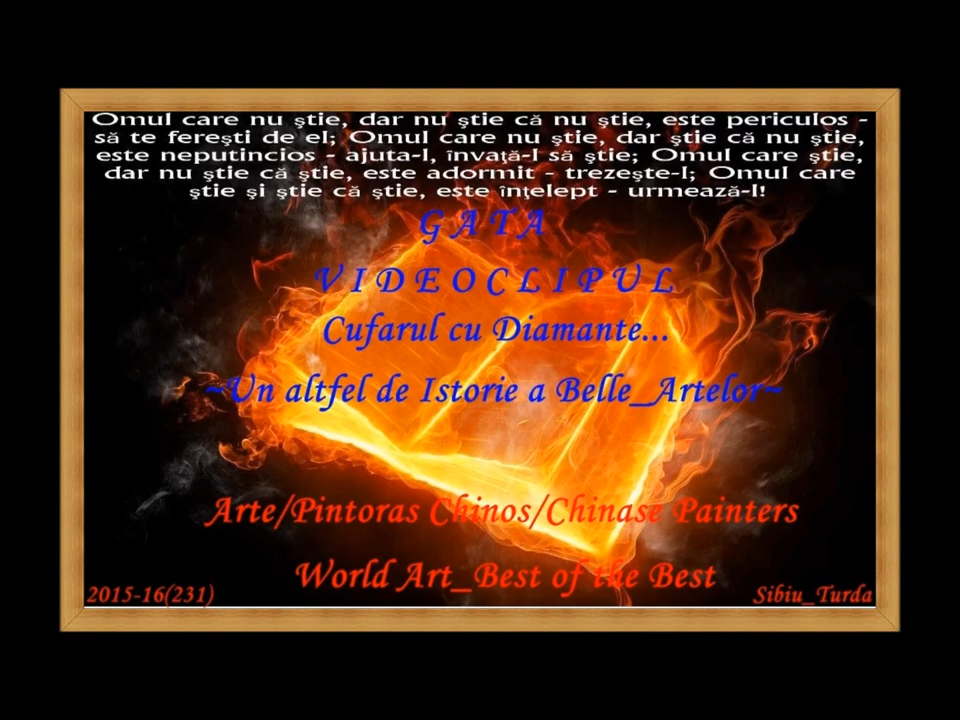 Omul care nu ştie, dar nu ştie că nu ştie, este periculos -
să te fereşti de el; Omul care nu ştie, dar ştie că nu ştie,
este neputincios - ajuta-l, învaţă-l să ştie; Omul care ştie,
dar nu ştie că ştie, este adormit - trezeşte-l; Omul care
ştie şi ştie că ştie, este înţelept - urmează-l!
G A T A
V I D E O C L I P U L
Cufarul cu Diamante...
~Un altfel de Istorie a Belle_Artelor~
Arte/Pintoras Chinos/Chinase Painters
World Art_Best of the Best
2015-16(231)
Sibiu_Turda